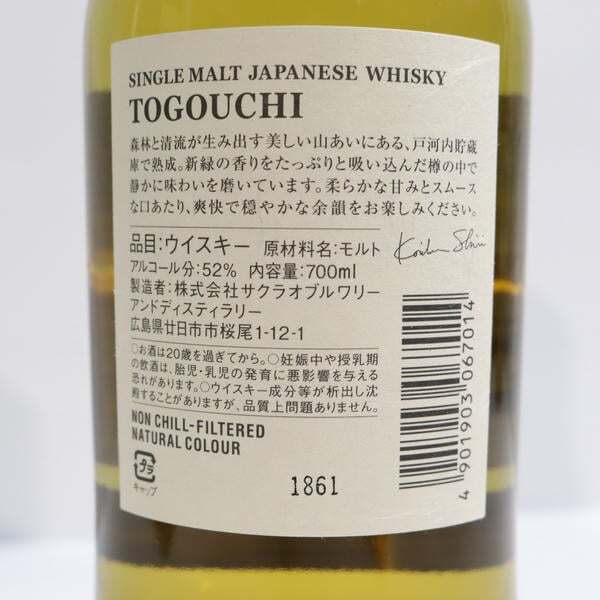 SINGLE MALT JAPANESE WHISKY
TOGOUCHI
森林と清流が生み出す美しい山あいにある、戸河内貯蔵
庫で熟成。新緑の香りをたっぷりと吸い込んだ樽の中で
静かに味わいを磨いています。柔らかな甘みとスムース
な口あたり、爽快で穏やかな余韻をお楽しみください。
品目:ウイスキー 原材料名:モルト
アルコール分:52% 内容量:700ml
製造者:株式会社サクラオブルワリー
アンドディスティラリー
広島県廿日市市桜尾1-12-1
○お酒は20歳を過ぎてから。○妊娠中や授乳期
の飲酒は、胎児・乳児の発育に悪影響を与える
恐れがあります。○ウイスキー成分等が析出し沈
殿することがありますが、品質上問題ありません。
NON CHILL-FILTERED
NATURAL COLOUR
プラ
キャップ
1861
4 901903 067014